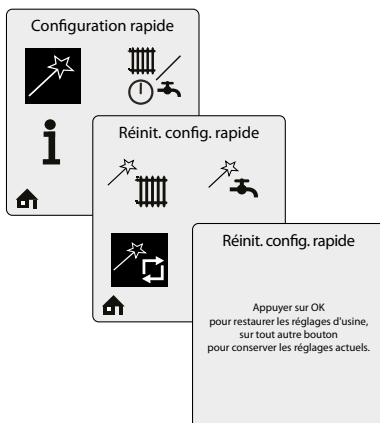 Configuration rapide
Réinit. config. rapide
Réinit. config. rapide
Appuyer sur OK
pour restaurer les réglages d'usine,
sur tout autre bouton
pour conserver les réglages actuels.